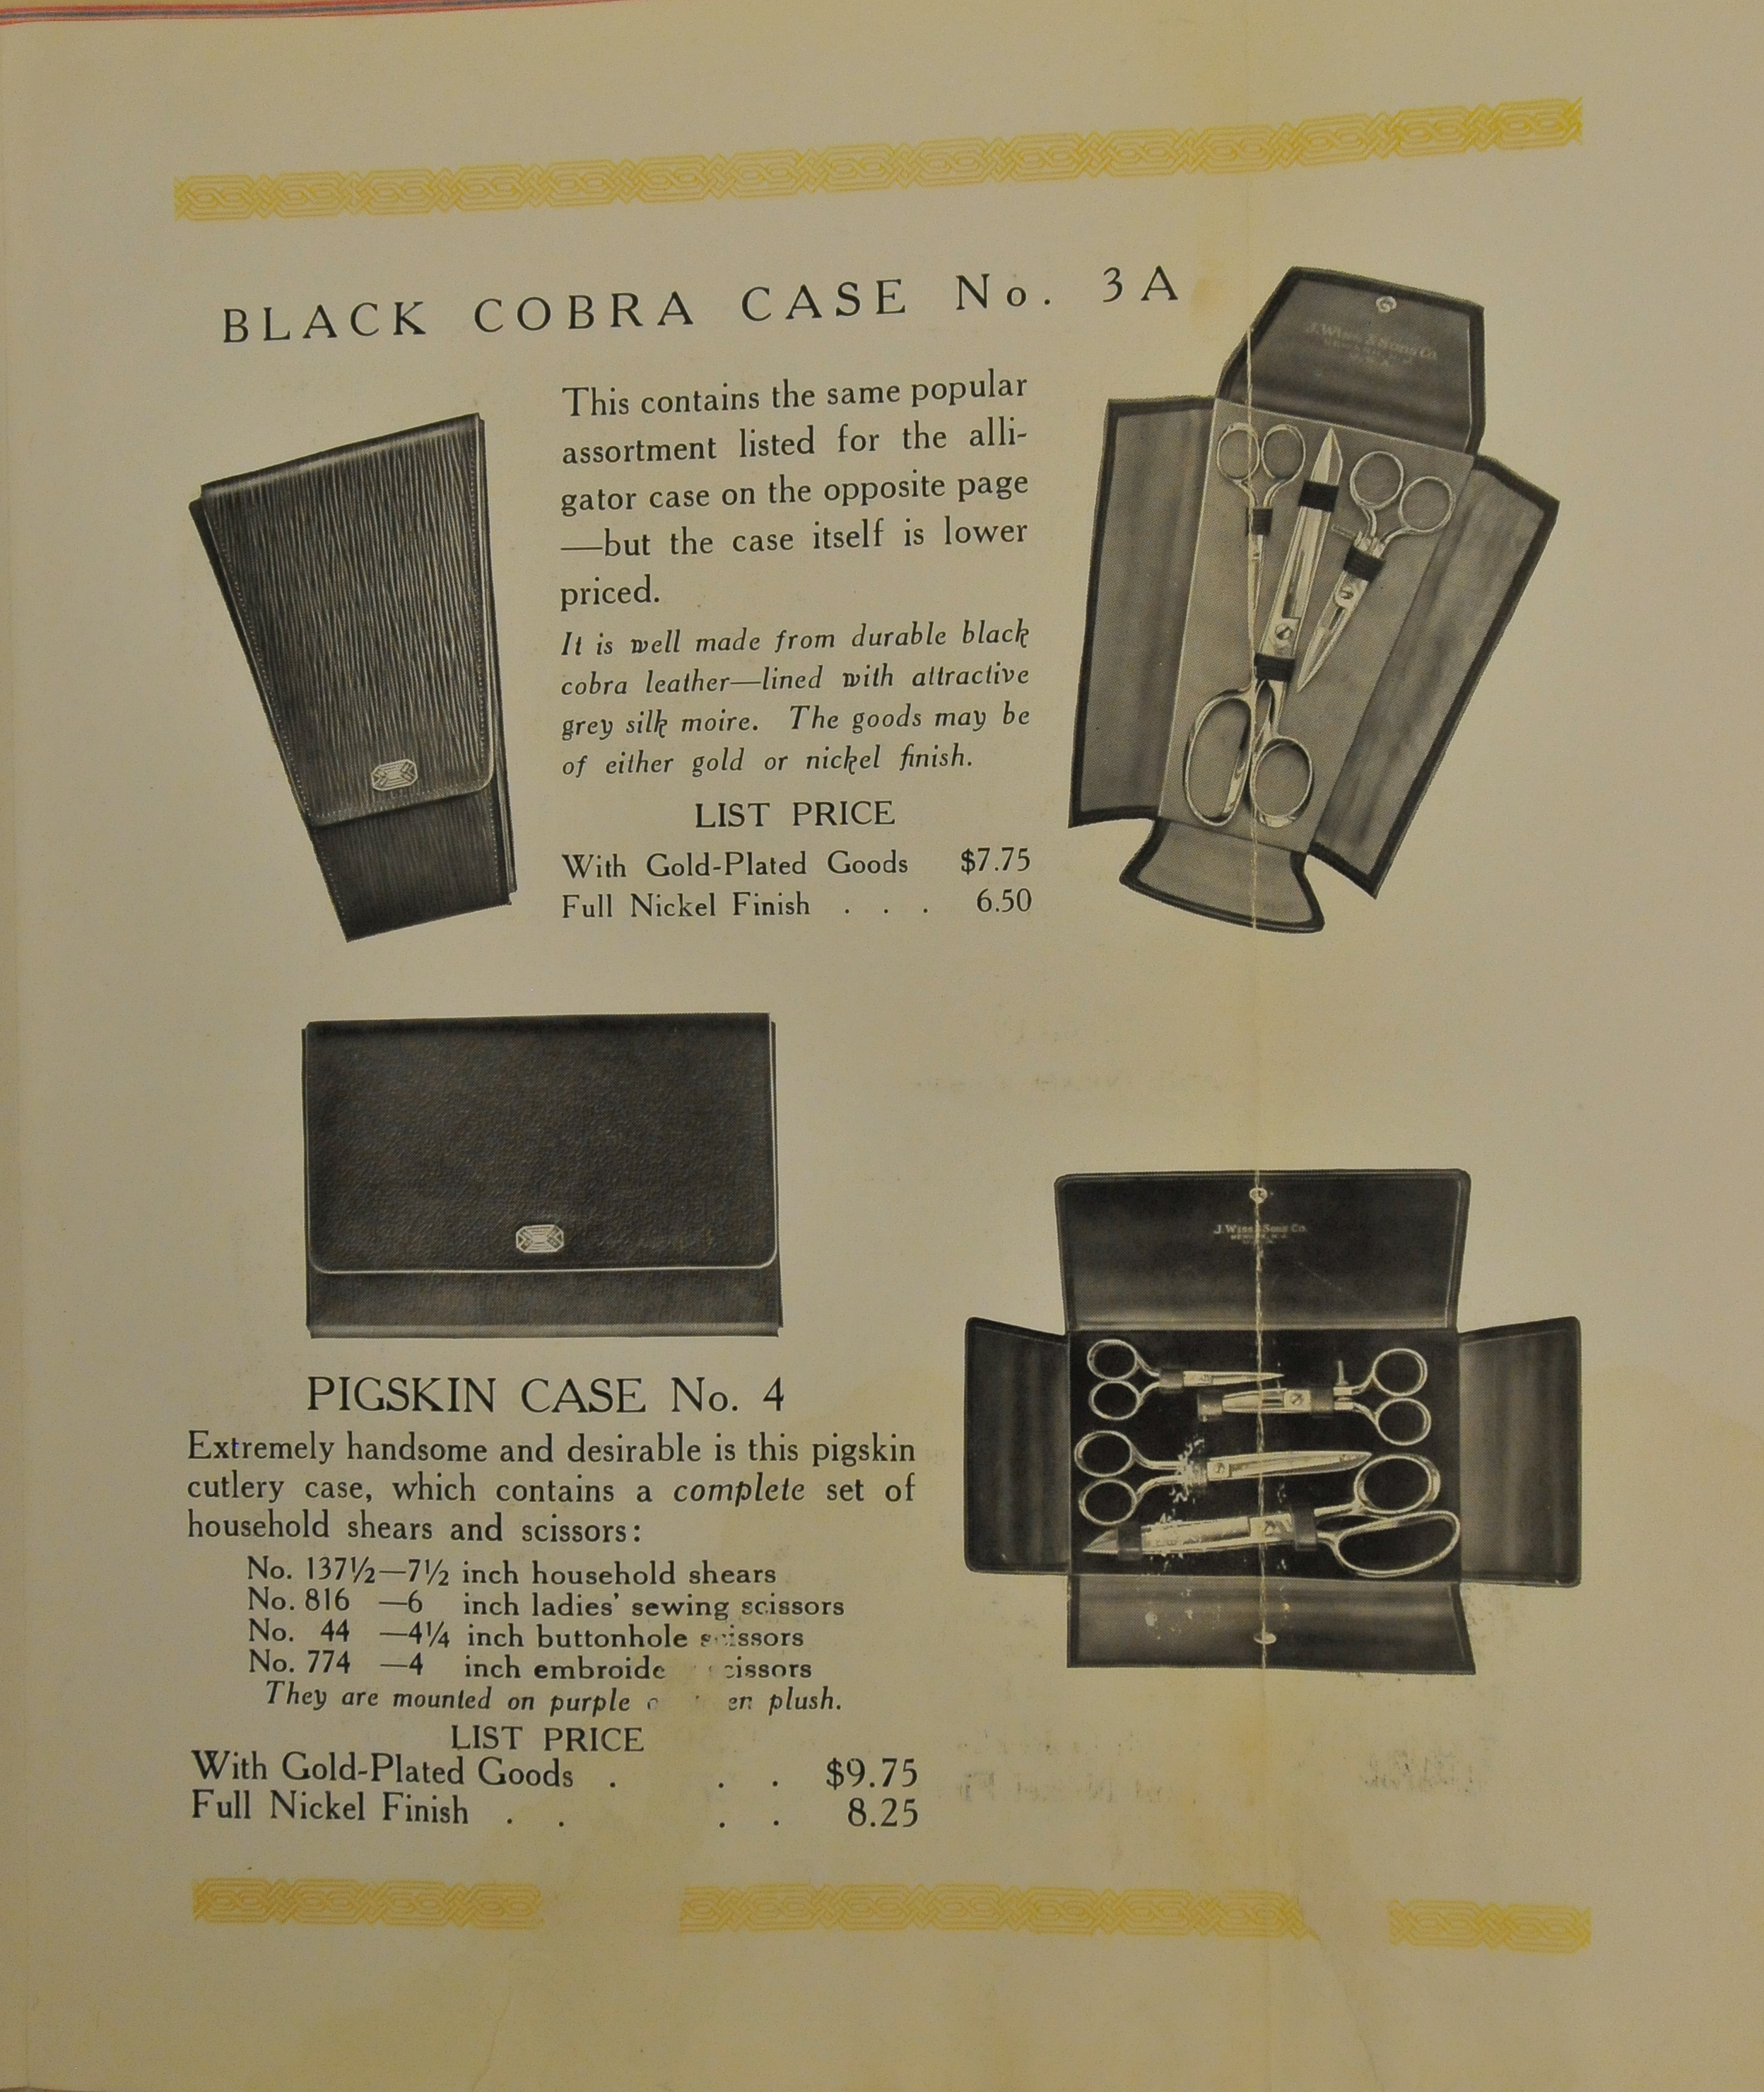 BLACK COBRA CASE No. 3A
This contains the same popular
assortment listed for the alli-
gator case on the opposite page
—but the case itself is lower
priced.
It is well made from durable black
cobra leather—lined with attractive
grey silk moire. The goods may be
of either gold or nickel finish.
LIST PRICE
With Gold-Plated Goods $7.75
Full Nickel Finish . . . 6.50
J. Wiss & Sons Co.
J. Wiss & Sons Co.
NEWARK, N.J.
PIGSKIN CASE No. 4
Extremely handsome and desirable is this pigskin
cutlery case, which contains a complete set of
household shears and scissors:
No. 137½—7½ inch household shears
No. 816 —6 inch ladies' sewing scissors
No. 44 —4¼ inch buttonhole scissors
No. 774 —4 inch
They are mounted on purple plush.
LIST PRICE
With Gold-Plated Goods . . . $9.75
Full Nickel Finish . . . . 8.25